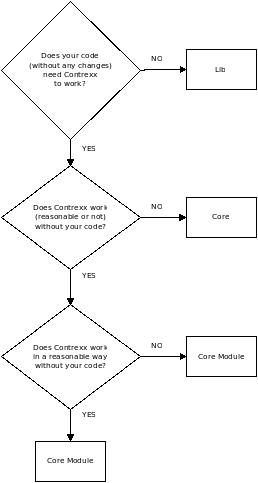 Does your code
(without any changes)
need Contrexx
to work?
NO
Lib
YES
Does Contrexx work
(reasonable or not)
without your code?
NO
Core
YES
Does Contrexx work
in a reasonable way
without your code?
NO
Core Module
YES
Core Module